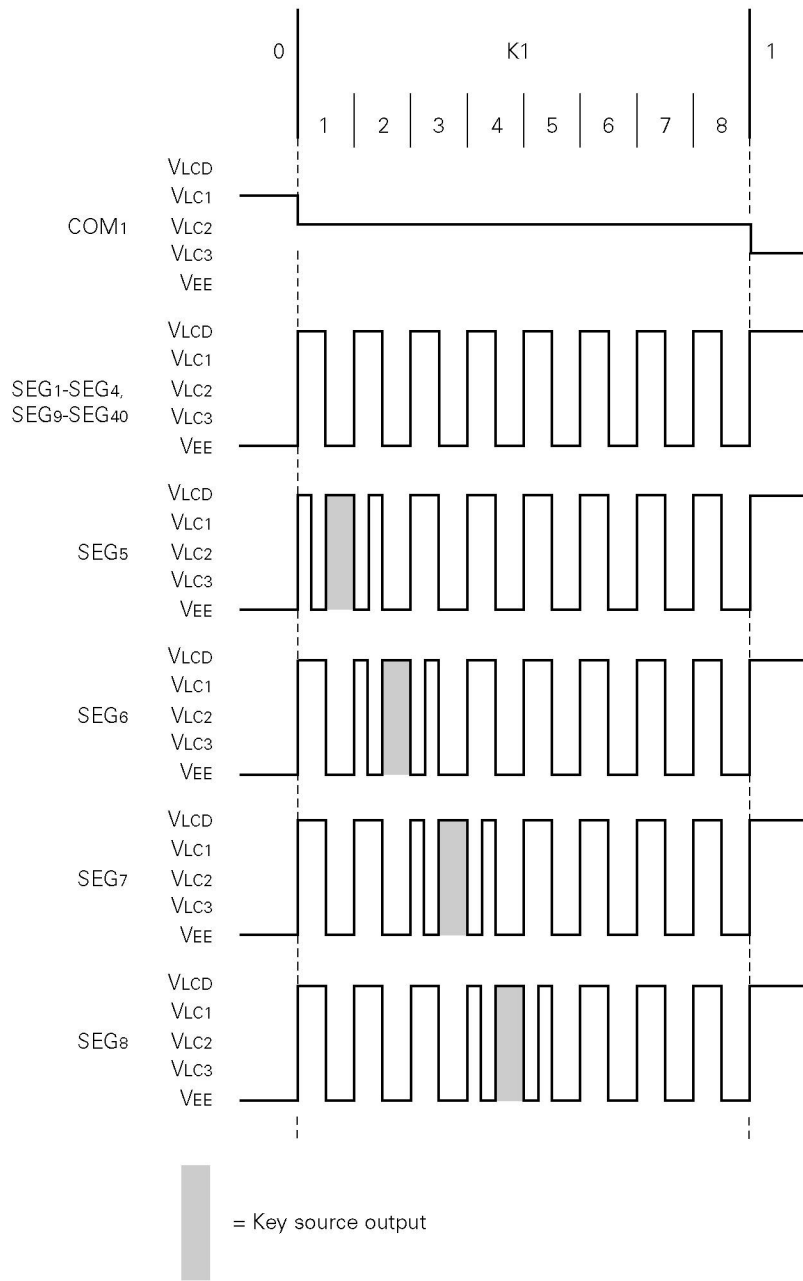 0 K1 1
1 2 3 4 5 6 7 8
VLCD
VLC1
COM1 VLC2
VLC3
VEE
VLCD
VLC1
SEG1-SEG4, VLC2
SEG9-SEG40 VLC3
VEE
VLCD
VLC1
SEG5 VLC2
VLC3
VEE
VLCD
VLC1
SEG6 VLC2
VLC3
VEE
VLCD
VLC1
SEG7 VLC2
VLC3
VEE
VLCD
VLC1
SEG8 VLC2
VLC3
VEE
= Key source output